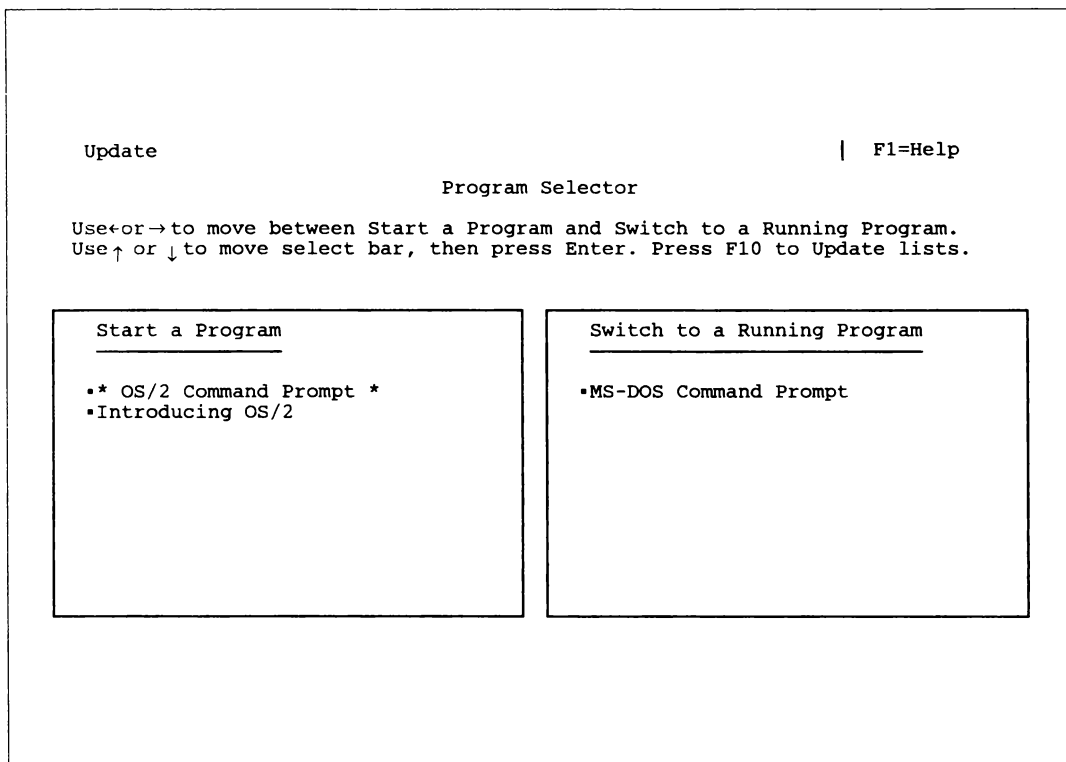 Update | F1=Help
Program Selector
Use←or→to move between Start a Program and Switch to a Running Program.
Use↑ or ↓to move select bar, then press Enter. Press F10 to Update lists.
Start a Program
▪* OS/2 Command Prompt *
▪Introducing OS/2
Switch to a Running Program
▪MS-DOS Command Prompt